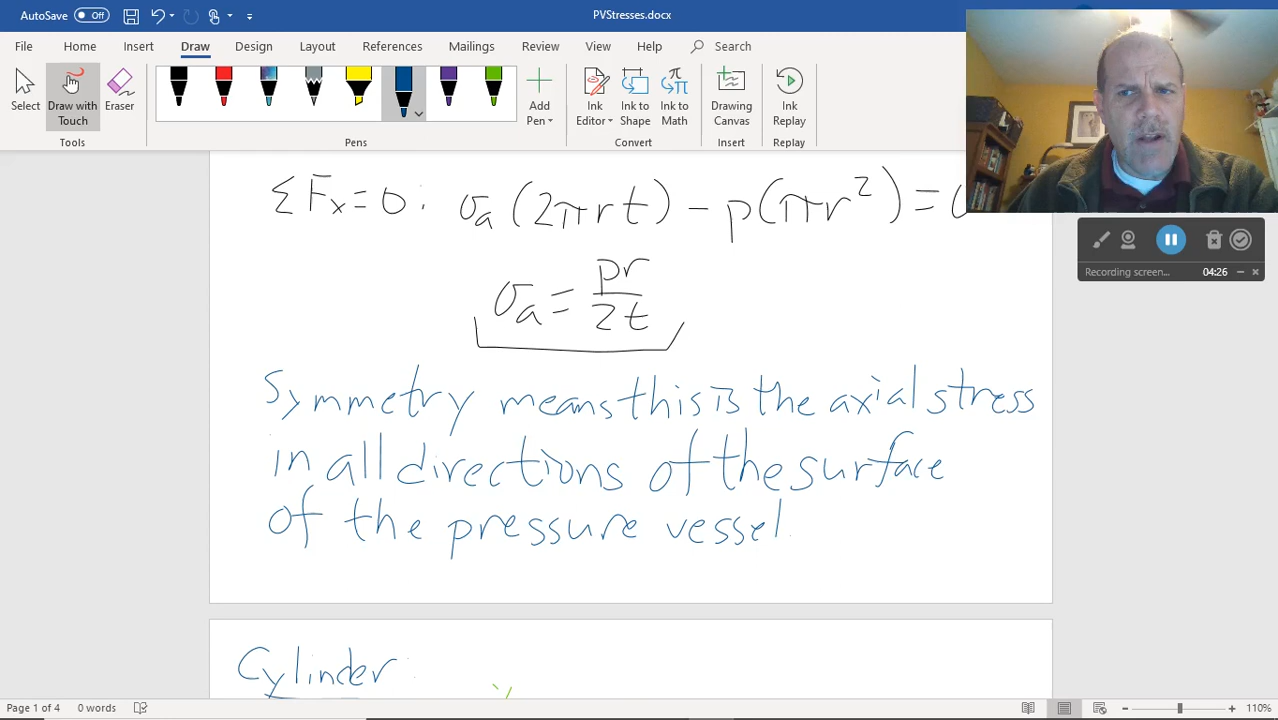 AutoSave Off PVStresses.docx
File Home Insert Draw Design Layout References Mailings Review View Help Search
Select Draw with Touch Eraser Add Pen Ink Editor Ink to Shape Ink to Math Drawing Canvas Ink Replay
Tools Pens Convert Insert Replay
ΣFx=0: σa(2πrt) - p(πr²) =
Recording screen... 04:26
σa = pr/2t
Symmetry means this is the axial stress
in all directions of the surface
of the pressure vessel.
Cylinder:
Page 1 of 4 0 words 110%